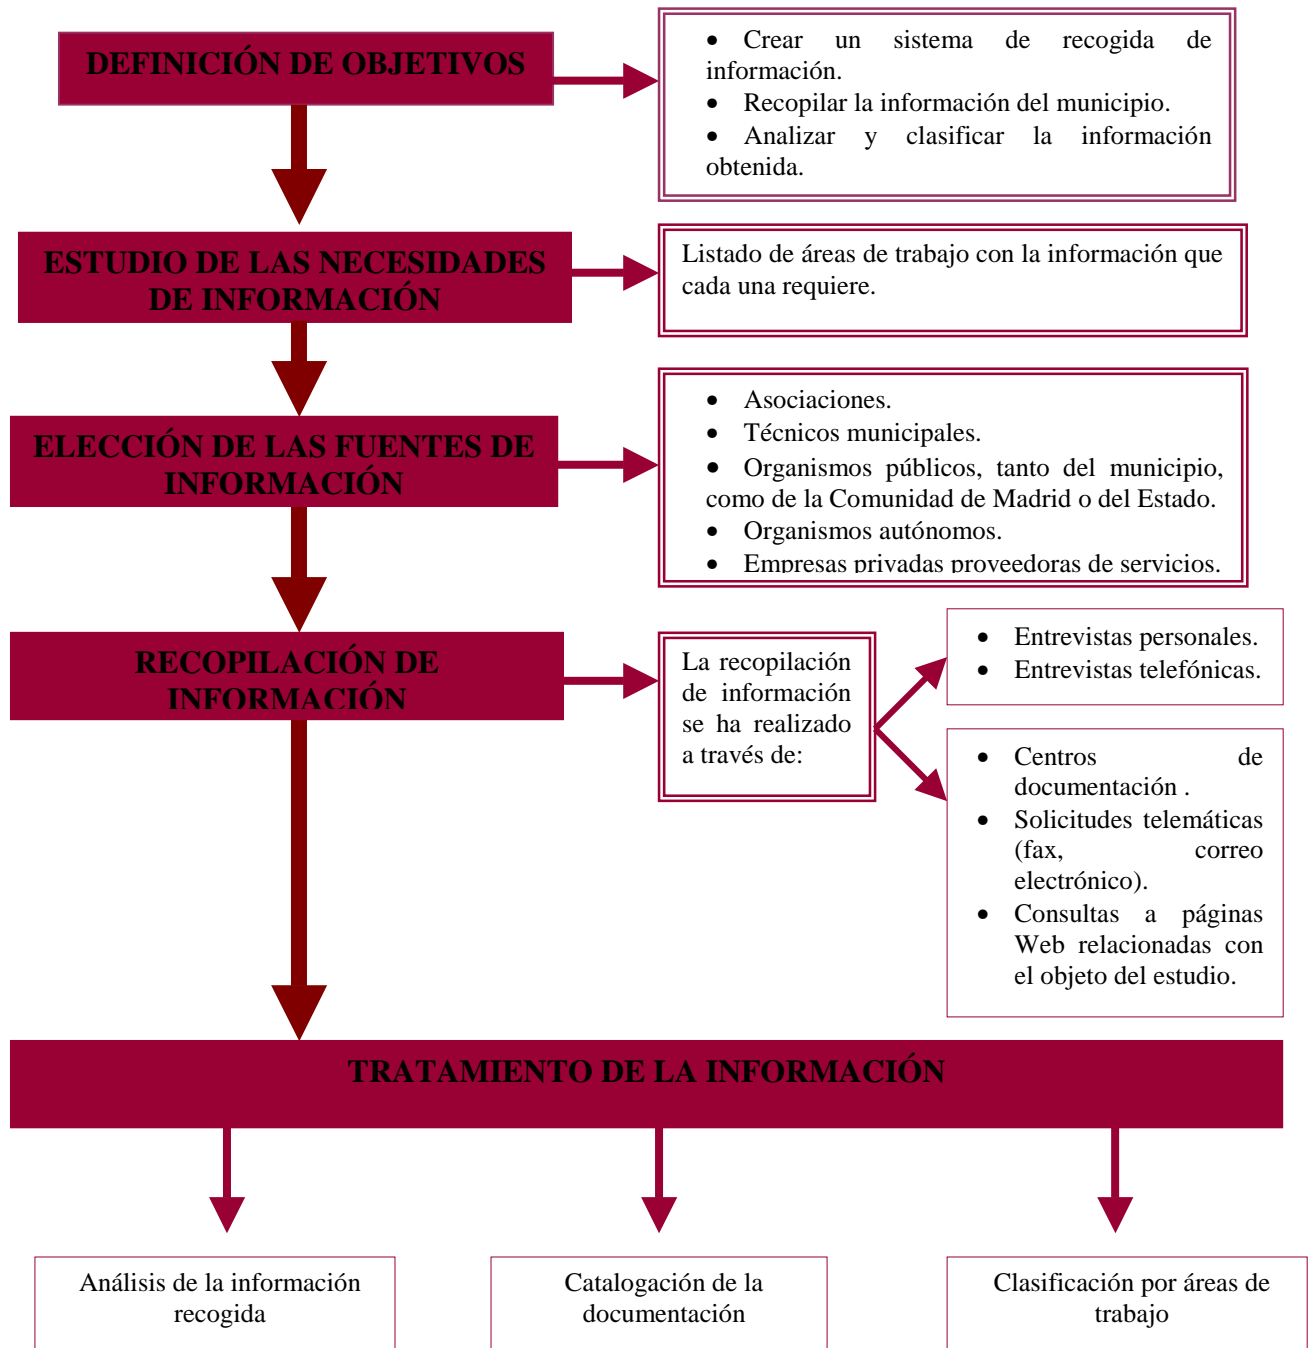 DEFINICIÓN DE OBJETIVOS
• Crear un sistema de recogida de
información.
• Recopilar la información del municipio.
• Analizar y clasificar la información
obtenida.
ESTUDIO DE LAS NECESIDADES
DE INFORMACIÓN
Listado de áreas de trabajo con la información que
cada una requiere.
ELECCIÓN DE LAS FUENTES DE
INFORMACIÓN
• Asociaciones.
• Técnicos municipales.
• Organismos públicos, tanto del municipio,
como de la Comunidad de Madrid o del Estado.
• Organismos autónomos.
• Empresas privadas proveedoras de servicios.
RECOPILACIÓN DE
INFORMACIÓN
La recopilación
de información
se ha realizado
a través de:
• Entrevistas personales.
• Entrevistas telefónicas.
• Centros de
documentación .
• Solicitudes telemáticas
(fax, correo
electrónico).
• Consultas a páginas
Web relacionadas con
el objeto del estudio.
TRATAMIENTO DE LA INFORMACIÓN
Análisis de la información
recogida
Catalogación de la
documentación
Clasificación por áreas de
trabajo